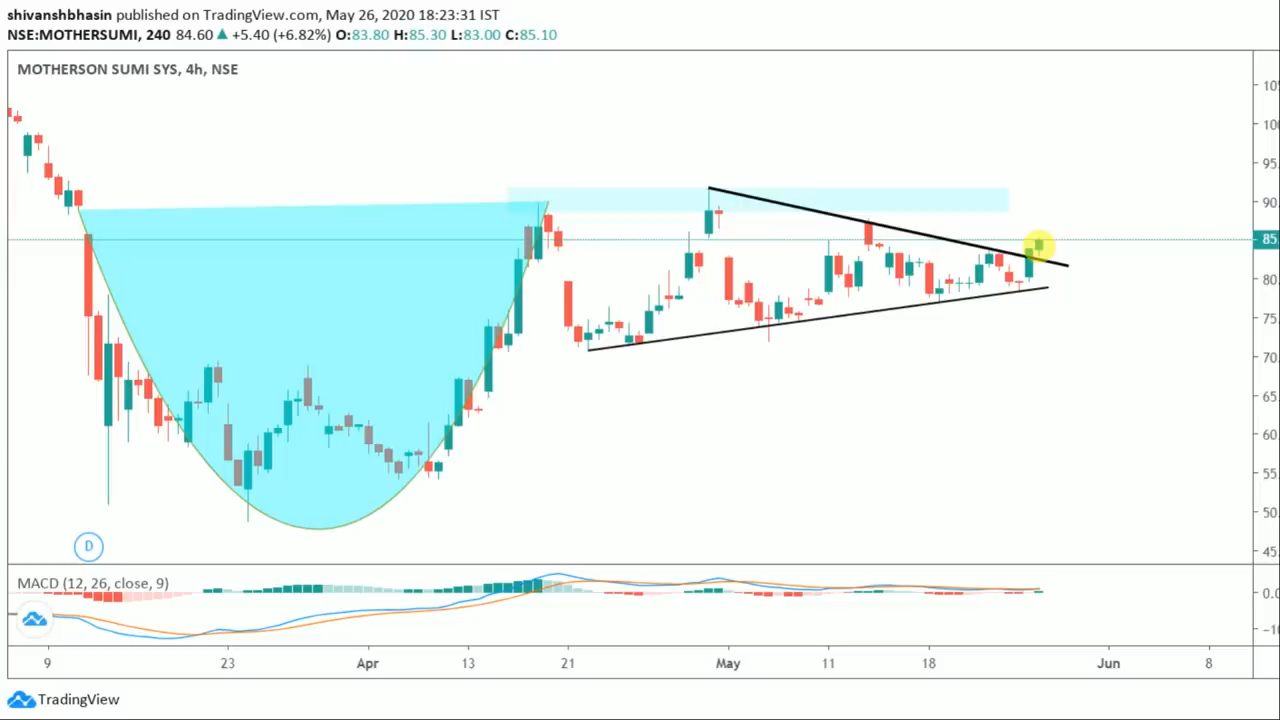 shivanshbhasin published on TradingView.com, May 26, 2020 18:23:31 IST
NSE:MOTHERSUMI, 240 84.60 ▲ +5.40 (+6.82%) O:83.80 H:85.30 L:83.00 C:85.10
MOTHERSON SUMI SYS, 4h, NSE
95.
90.
85.
80.
75.
70.
65.
60.
55.
50.
45.
D
MACD (12, 26, close, 9)
0.0
9 23 Apr 13 21 May 11 18 Jun 8
TradingView